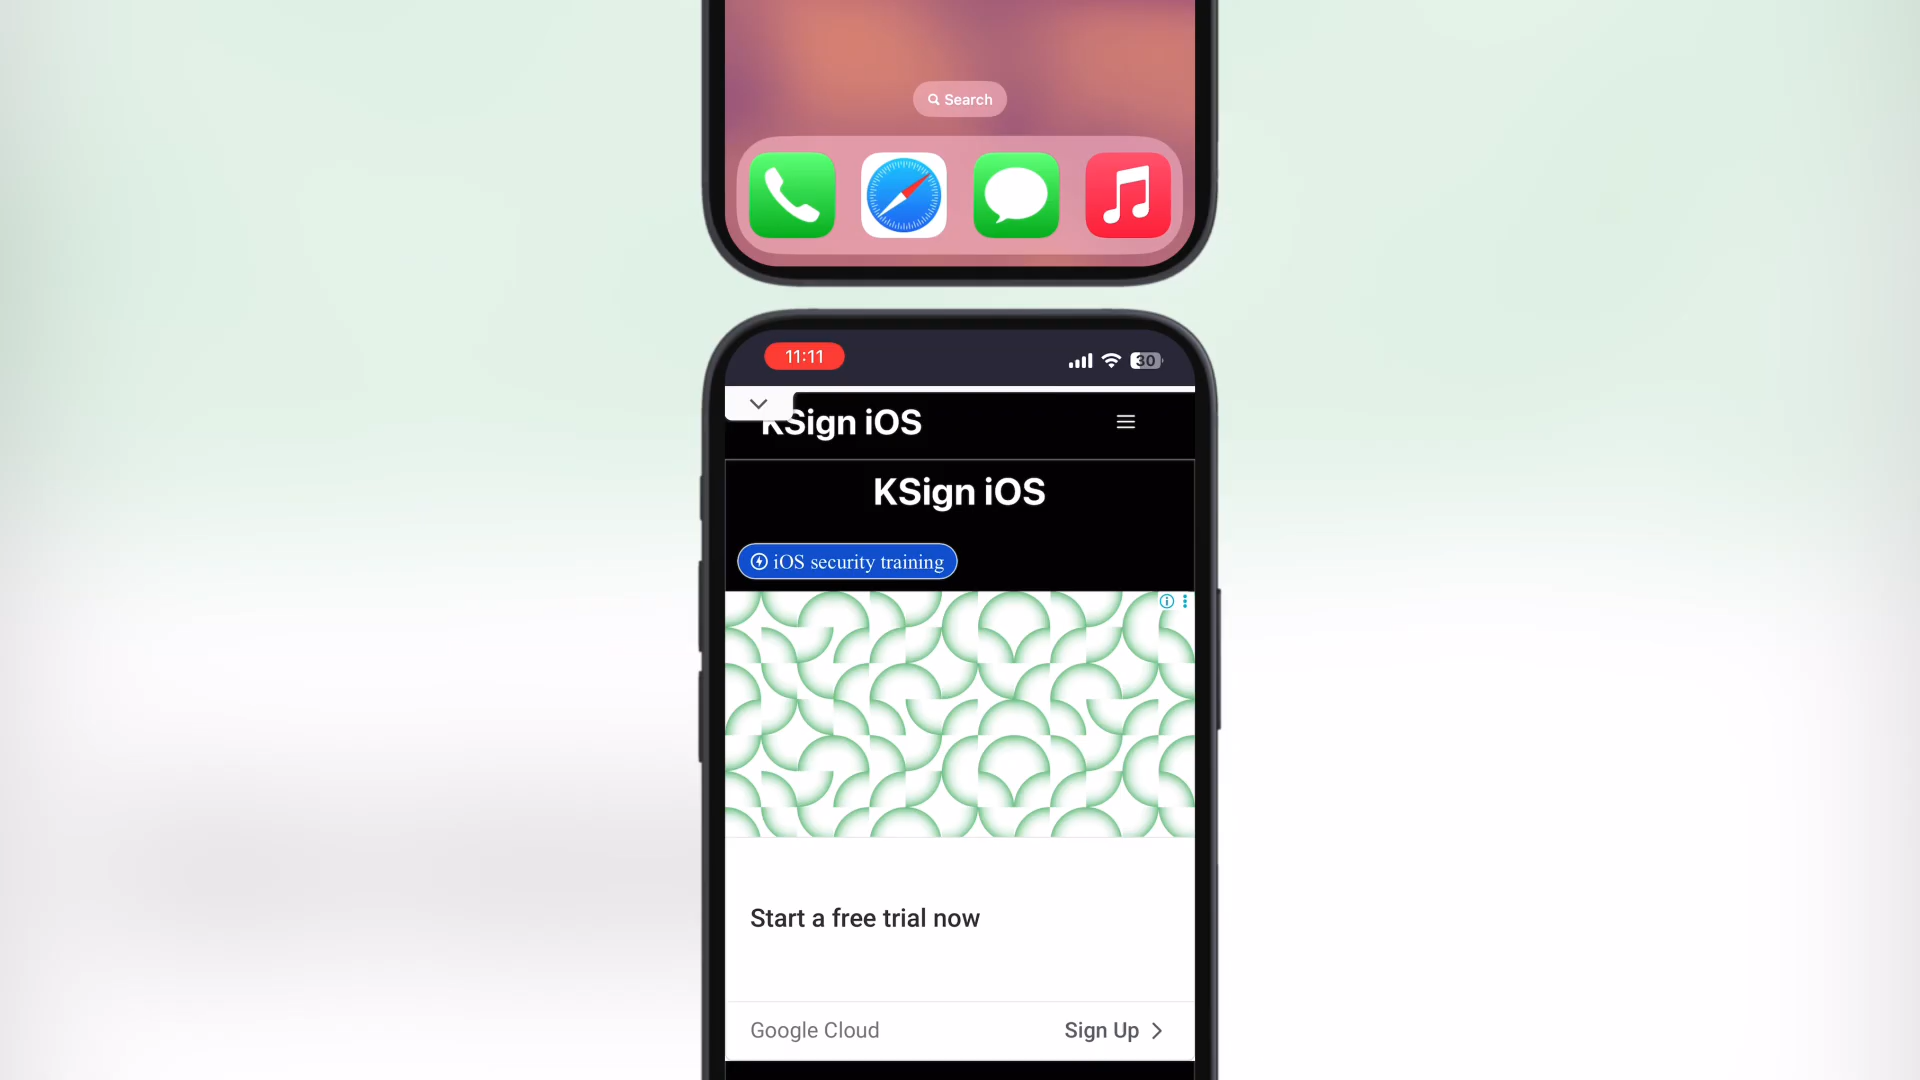 Search
11:11
30
KSign iOS
KSign iOS
iOS security training
Start a free trial now
Google Cloud
Sign Up